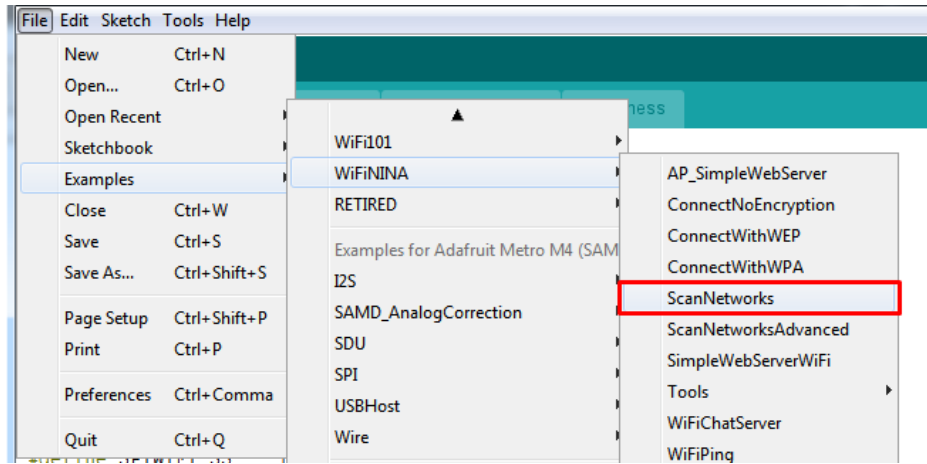 File Edit Sketch Tools Help
New Ctrl+N
Open... Ctrl+O
Open Recent
Sketchbook
Examples
Close Ctrl+W
Save Ctrl+S
Save As... Ctrl+Shift+S
Page Setup Ctrl+Shift+P
Print Ctrl+P
Preferences Ctrl+Comma
Quit Ctrl+Q
WiFi101
WiFiNINA
RETIRED
Examples for Adafruit Metro M4 (SAM
I2S
SAMD_AnalogCorrection
SDU
SPI
USBHost
Wire
AP_SimpleWebServer
ConnectNoEncryption
ConnectWithWEP
ConnectWithWPA
ScanNetworks
ScanNetworksAdvanced
SimpleWebServerWiFi
Tools
WiFiChatServer
WiFiPing
ness